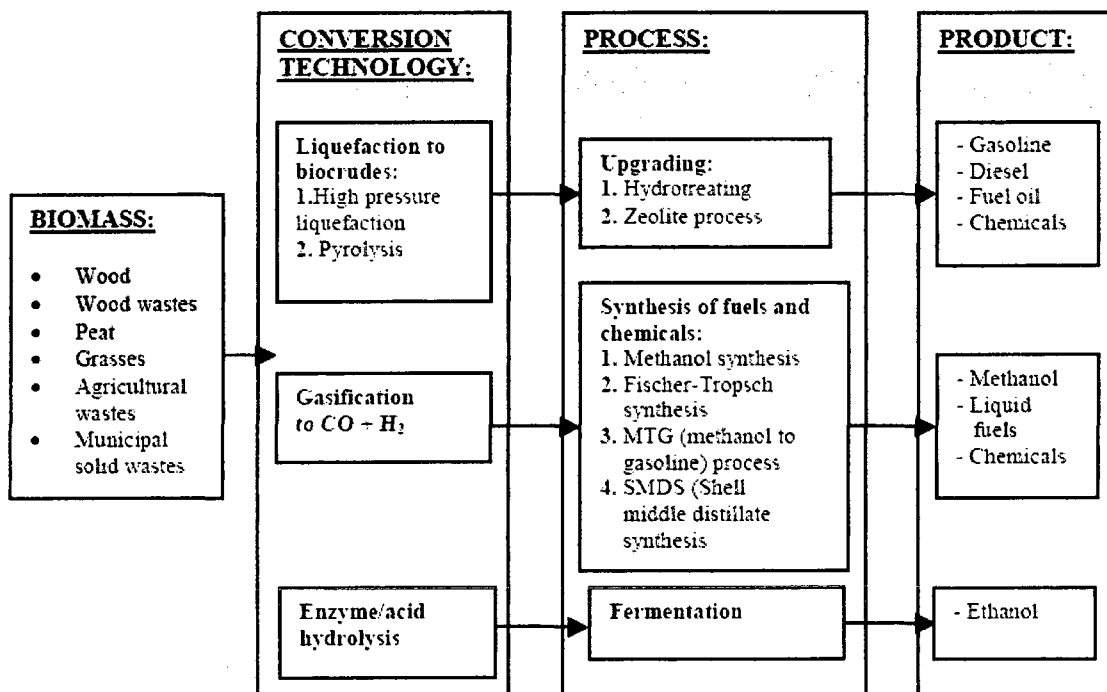 BIOMASS:
• Wood
• Wood wastes
• Peat
• Grasses
• Agricultural
wastes
• Municipal
solid wastes
CONVERSION
TECHNOLOGY:
Liquefaction to
biocrudes:
1.High pressure
liquefaction
2. Pyrolysis
Gasification
to CO + H₂
Enzyme/acid
hydrolysis
PROCESS:
Upgrading:
1. Hydrotreating
2. Zeolite process
Synthesis of fuels and
chemicals:
1. Methanol synthesis
2. Fischer-Tropsch
synthesis
3. MTG (methanol to
gasoline) process
4. SMDS (Shell
middle distillate
synthesis
Fermentation
PRODUCT:
- Gasoline
- Diesel
- Fuel oil
- Chemicals
- Methanol
- Liquid
fuels
- Chemicals
- Ethanol